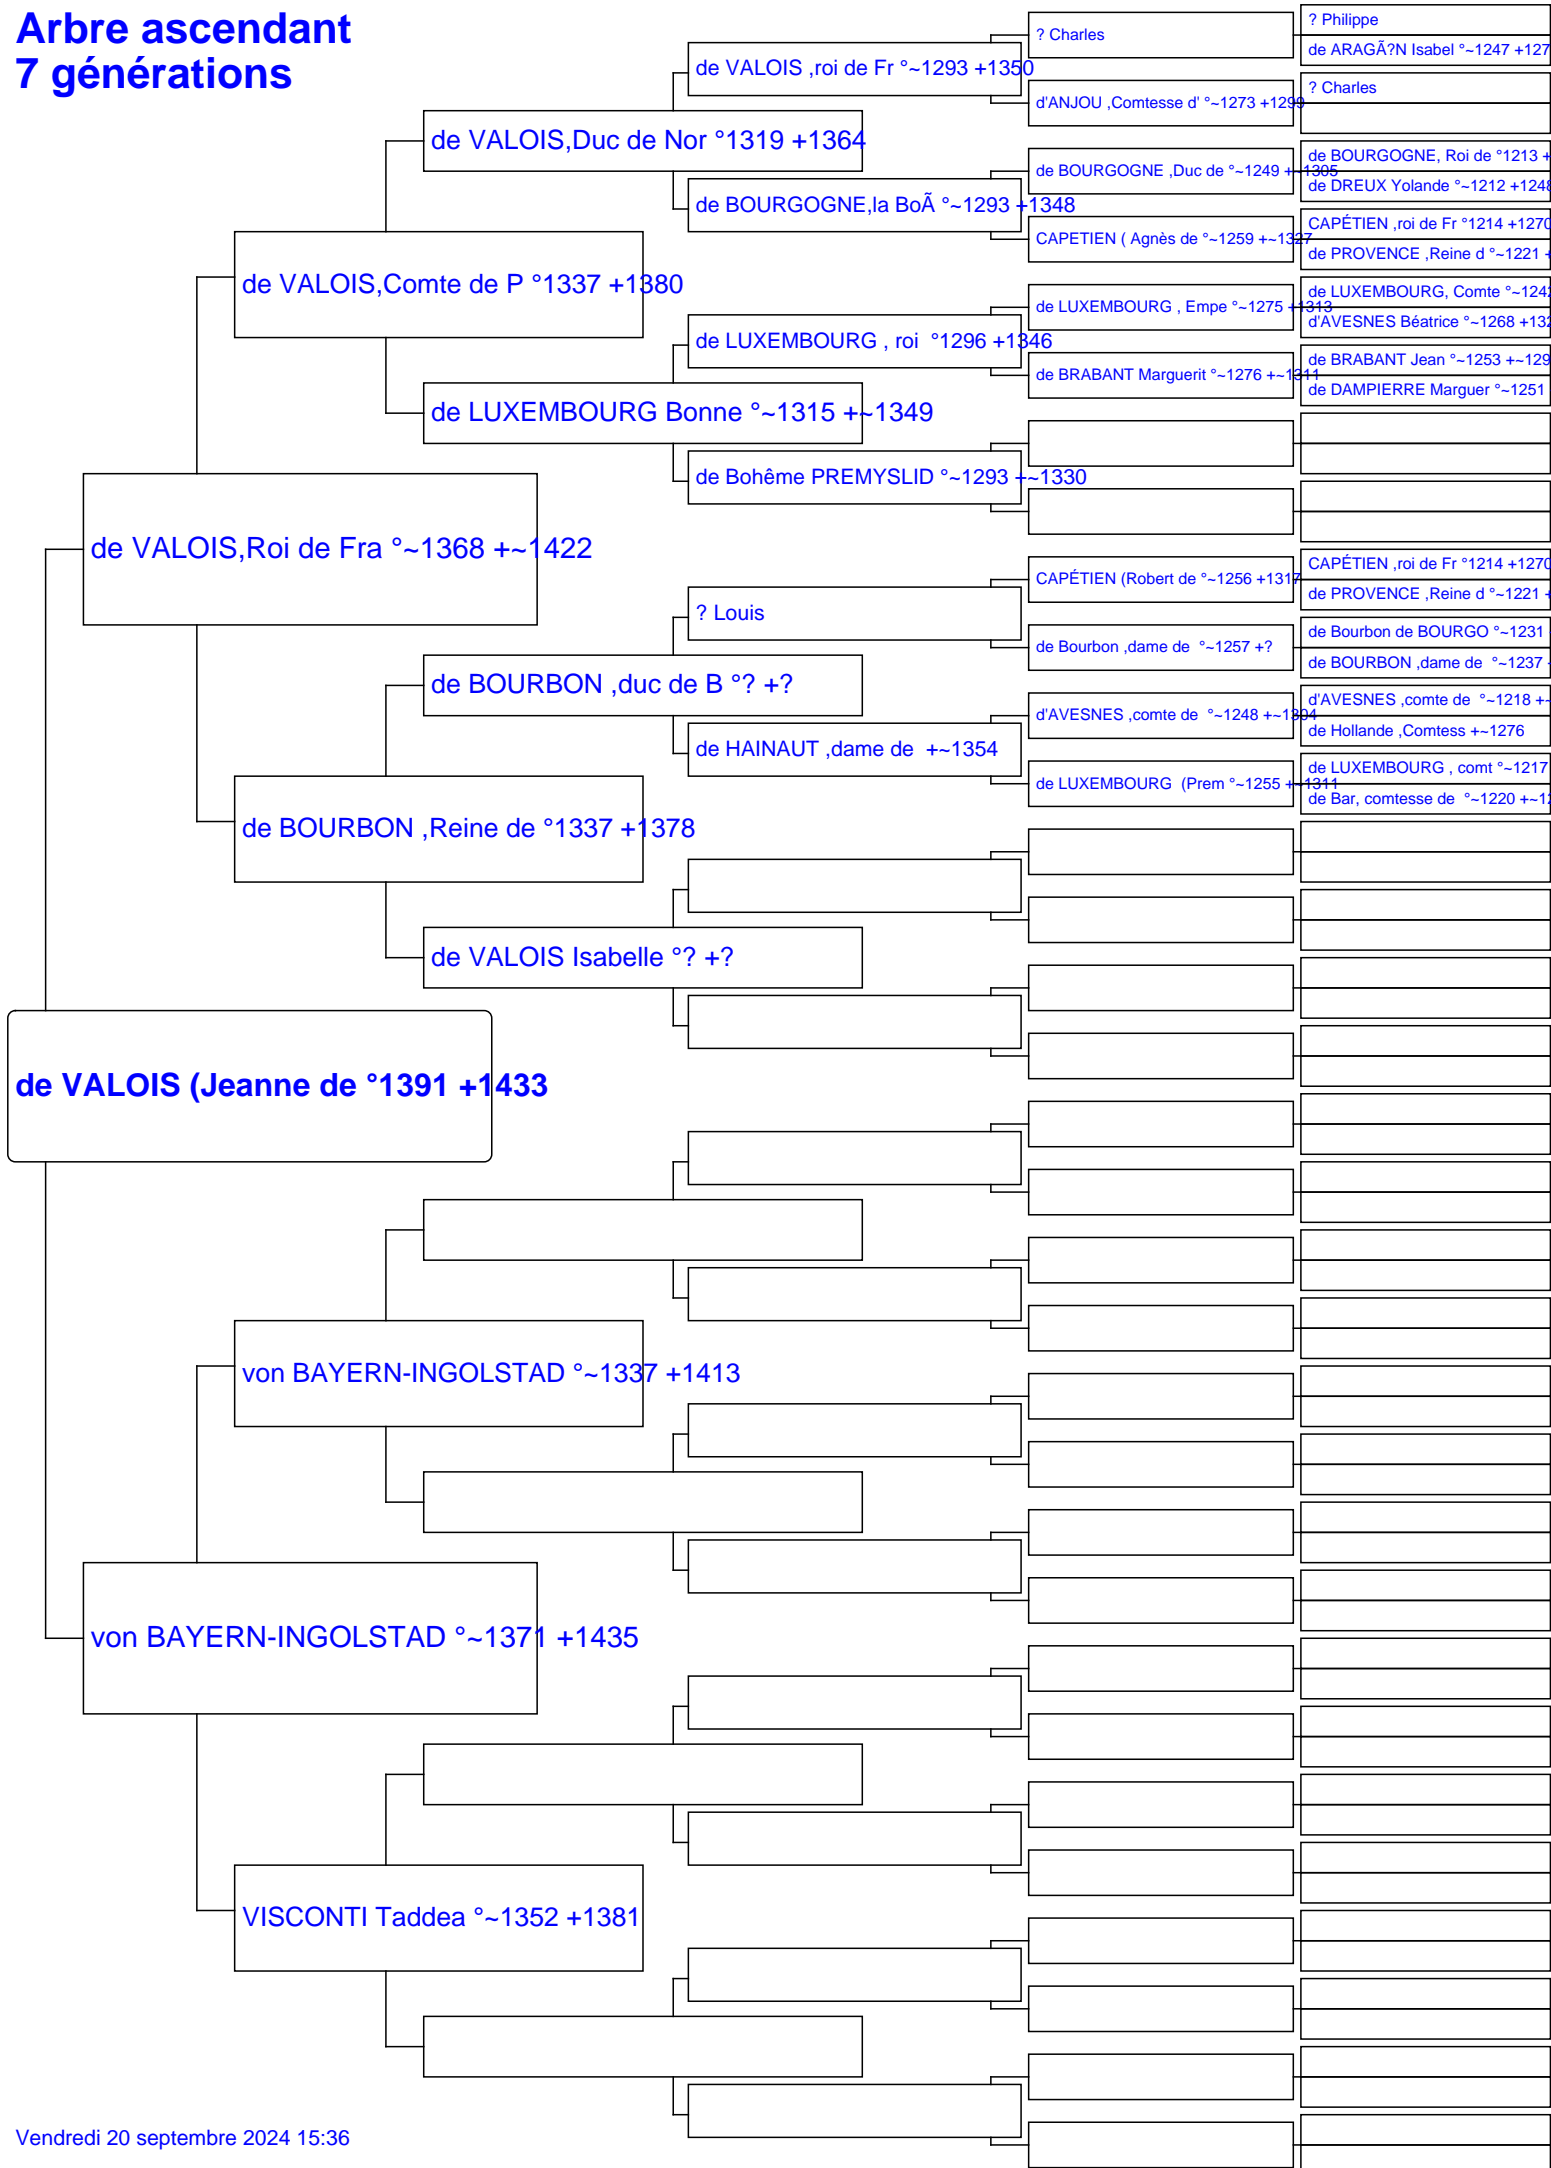 Arbre ascendant
7 générations
? Charles
? Philippe
de ARAGÃ?N Isabel °~1247 +127
de VALOIS ,roi de Fr °~1293 +1350
d'ANJOU ,Comtesse d' °~1273 +1299
? Charles
de VALOIS,Duc de Nor °1319 +1364
de BOURGOGNE ,Duc de °~1249 +~1305
de BOURGOGNE, Roi de °1213 +
de DREUX Yolande °~1212 +1248
de BOURGOGNE,la BoÃ °~1293 +1348
CAPETIEN ( Agnès de °~1259 +~1327
CAPÉTIEN ,roi de Fr °1214 +1270
de PROVENCE ,Reine d °~1221 +
de VALOIS,Comte de P °1337 +1380
de LUXEMBOURG , Empe °~1275 +1313
de LUXEMBOURG, Comte °~1242
d'AVESNES Béatrice °~1268 +132
de LUXEMBOURG , roi °1296 +1346
de BRABANT Marguerit °~1276 +~1311
de BRABANT Jean °~1253 +~129
de DAMPIERRE Marguer °~1251
de LUXEMBOURG Bonne °~1315 +~1349
de Bohême PREMYSLID °~1293 +~1330
de VALOIS,Roi de Fra °~1368 +~1422
CAPÉTIEN (Robert de °~1256 +1317
CAPÉTIEN ,roi de Fr °1214 +1270
de PROVENCE ,Reine d °~1221 +
? Louis
de Bourbon ,dame de °~1257 +?
de Bourbon de BOURGO °~1231
de BOURBON ,dame de °~1237 +
de BOURBON ,duc de B °? +?
d'AVESNES ,comte de °~1248 +~1304
d'AVESNES ,comte de °~1218 +~
de Hollande ,Comtess +~1276
de HAINAUT ,dame de +~1354
de LUXEMBOURG (Prem °~1255 +~1311
de LUXEMBOURG , comt °~1217
de Bar, comtesse de °~1220 +~12
de BOURBON ,Reine de °1337 +1378
de VALOIS Isabelle °? +?
de VALOIS (Jeanne de °1391 +1433
von BAYERN-INGOLSTAD °~1337 +1413
von BAYERN-INGOLSTAD °~1371 +1435
VISCONTI Taddea °~1352 +1381
Vendredi 20 septembre 2024 15:36